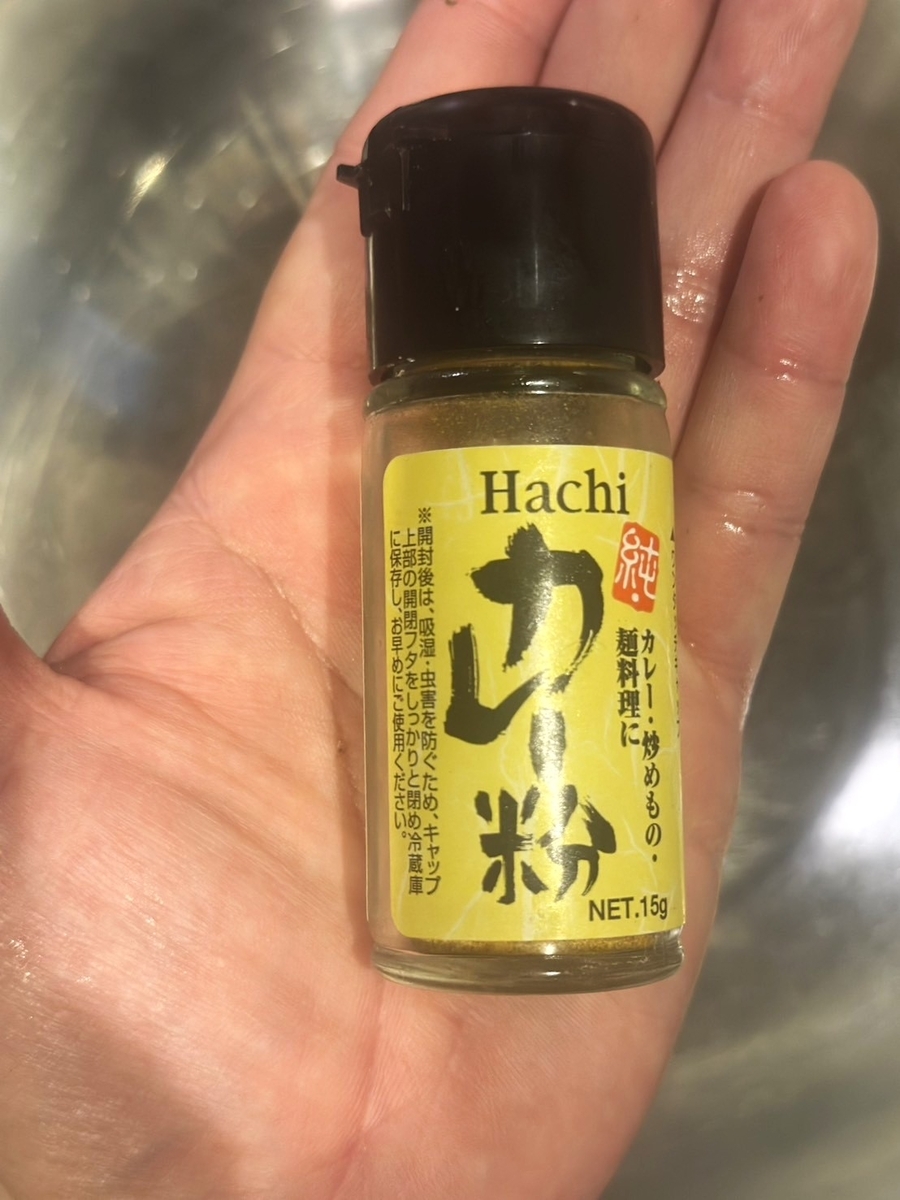 Hachi
純
カレー・炒めもの・
麺料理に
カレー粉
※開封後は、吸湿・虫害を防ぐため、キャップ
上部の開閉フタをしっかりと閉め冷蔵庫
に保存し、お早めにご使用ください。
NET.15g